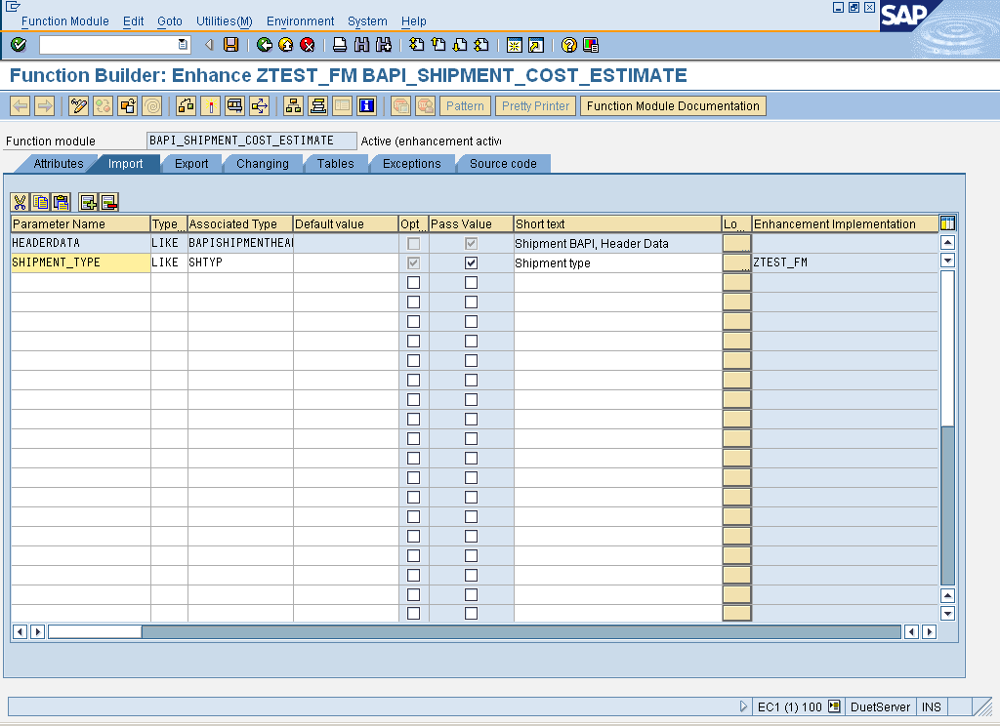 Function Module Edit Goto Utilities(M) Environment System Help
SAP
Function Builder: Enhance ZTEST_FM BAPI_SHIPMENT_COST_ESTIMATE
Pattern Pretty Printer Function Module Documentation
Function module BAPI_SHIPMENT_COST_ESTIMATE Active (enhancement activ
Attributes Import Export Changing Tables Exceptions Source code
Parameter Name Type Associated Type Default value Opt... Pass Value Short text Lo... Enhancement Implementation
HEADERDATA LIKE BAPISHIPMENTHEA Shipment BAPI, Header Data ...
SHIPMENT_TYPE LIKE SHTYP Shipment type ... ZTEST_FM
EC1 (1) 100 DuetServer INS